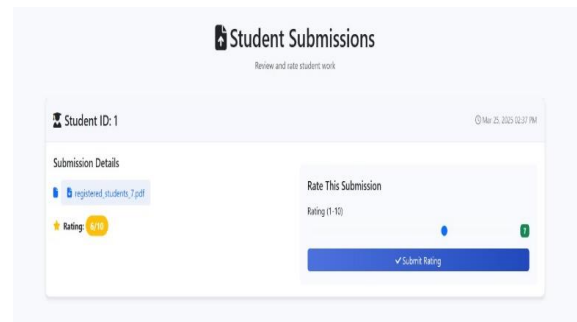 Student Submissions
Review and rate student work
Student ID: 1
Mar 25, 2025 02:37 PM
Submission Details
registered_students_7.pdf
Rating: 6/10
Rate This Submission
Rating (1-10)
7
Submit Rating